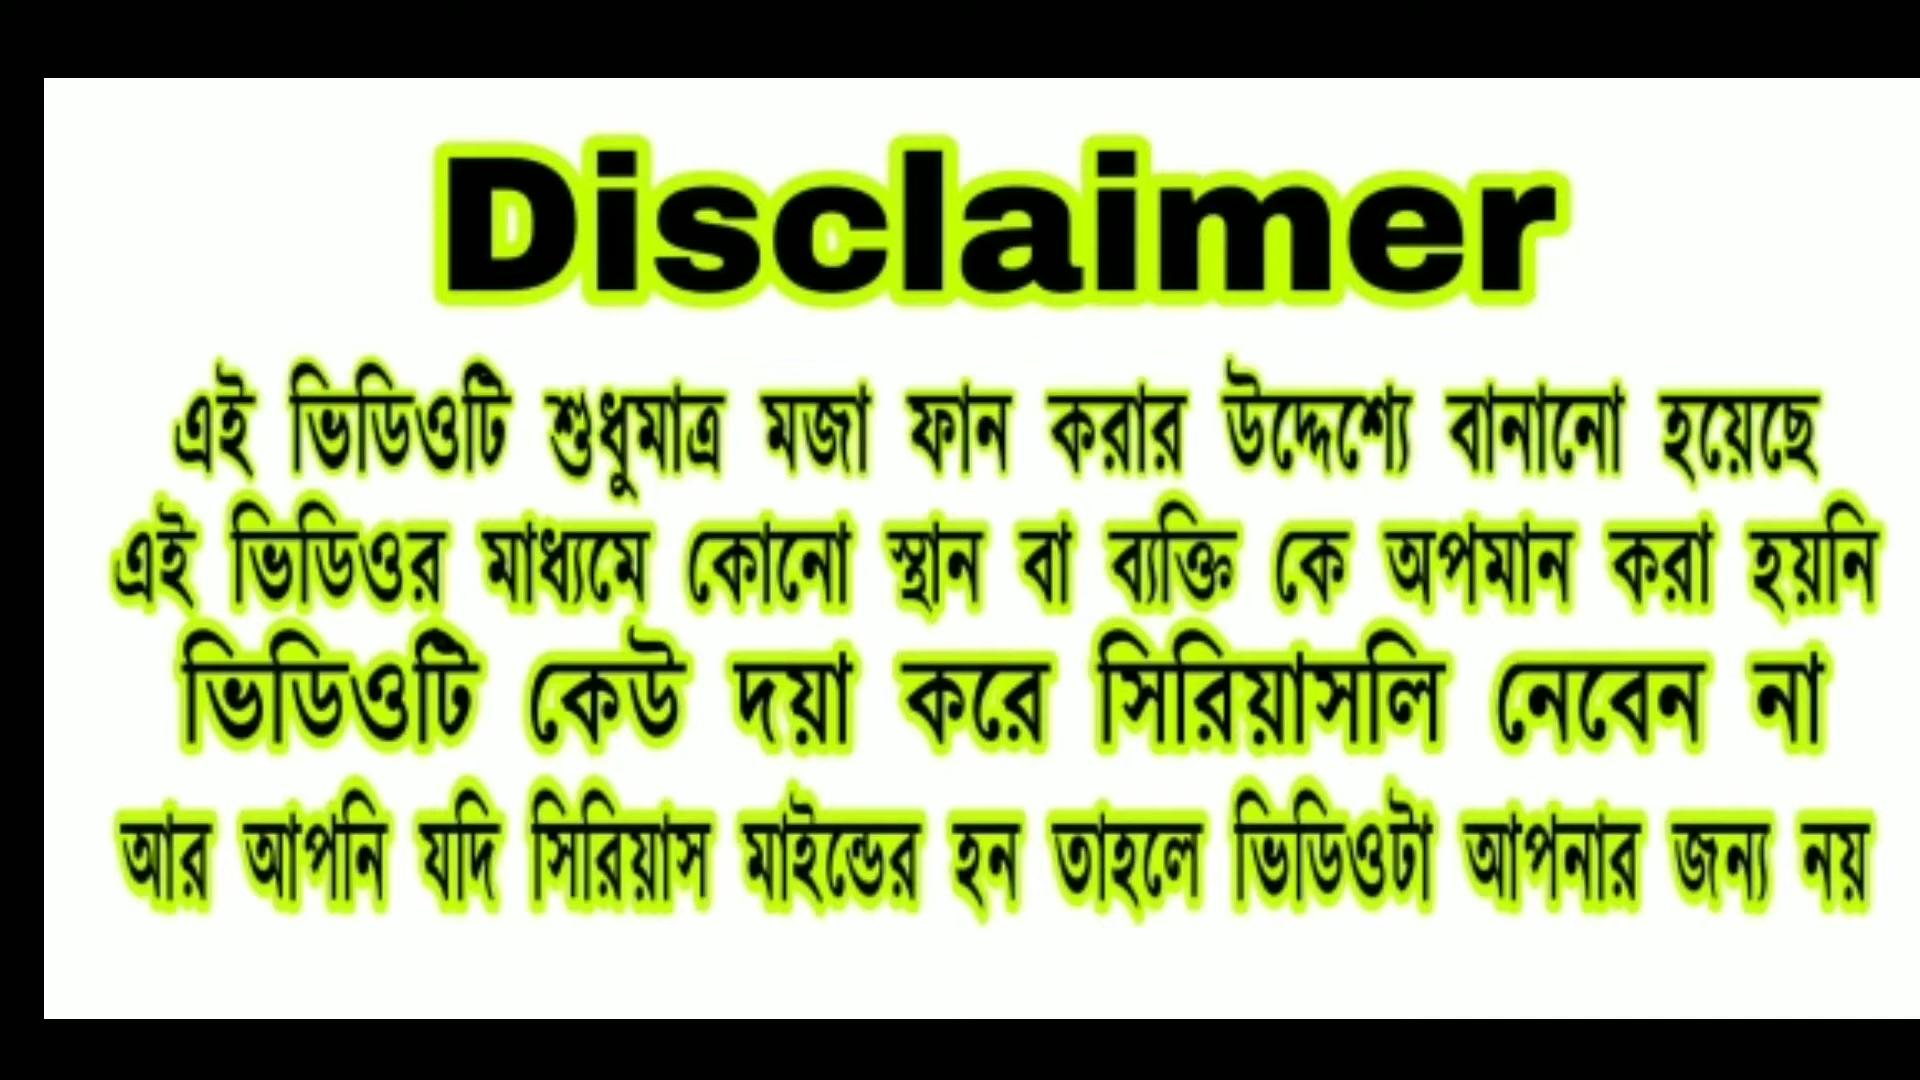 Disclaimer
এই ভিডিওটি শুধুমাত্র মজা ফান করার উদ্দেশ্যে বানানো হয়েছে
এই ভিডিওর মাধ্যমে কোনো স্থান বা ব্যক্তি কে অপমান করা হয়নি
ভিডিওটি কেউ দয়া করে সিরিয়াসলি নেবেন না
আর আপনি যদি সিরিয়াস মাইন্ডের হন তাহলে ভিডিওটা আপনার জন্য নয়